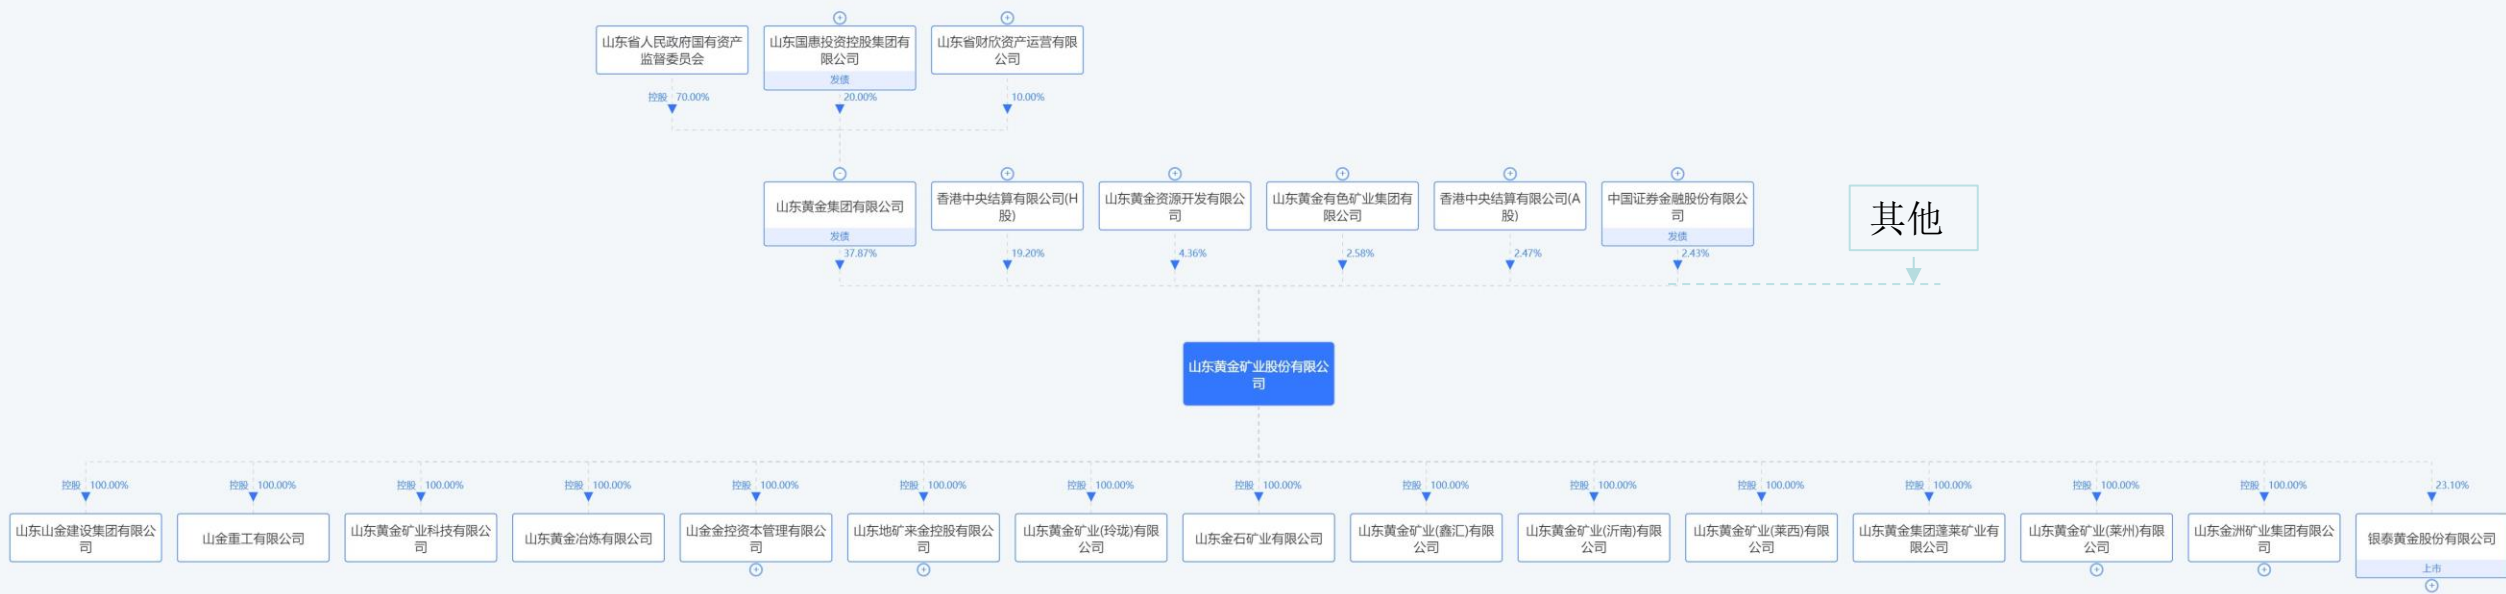 山东省人民政府国有资产
监督委员会
山东国惠投资控股集团有
限公司
发债
山东省财欣资产运营有限
公司
控股 70.00%
20.00%
10.00%
山东黄金集团有限公司
发债
香港中央结算有限公司(H
股)
山东黄金资源开发有限公
司
山东黄金有色矿业集团有
限公司
香港中央结算有限公司(A
股)
中国证券金融股份有限公
司
发债
其他
37.87%
19.20%
4.36%
2.58%
2.47%
2.43%
山东黄金矿业股份有限公
司
控股 100.00%
控股 100.00%
控股 100.00%
控股 100.00%
控股 100.00%
控股 100.00%
控股 100.00%
控股 100.00%
控股 100.00%
控股 100.00%
控股 100.00%
控股 100.00%
控股 100.00%
控股 100.00%
23.10%
山东山金建设集团有限公
司
山金重工有限公司
山东黄金矿业科技有限公
司
山东黄金冶炼有限公司
山金金控资本管理有限公
司
山东地矿来金控股有限公
司
山东黄金矿业(玲珑)有限
公司
山东金石矿业有限公司
山东黄金矿业(鑫汇)有限
公司
山东黄金矿业(沂南)有限
公司
山东黄金矿业(莱西)有限
公司
山东黄金集团蓬莱矿业有
限公司
山东黄金矿业(莱州)有限
公司
山东金洲矿业集团有限公
司
银泰黄金股份有限公司
上市